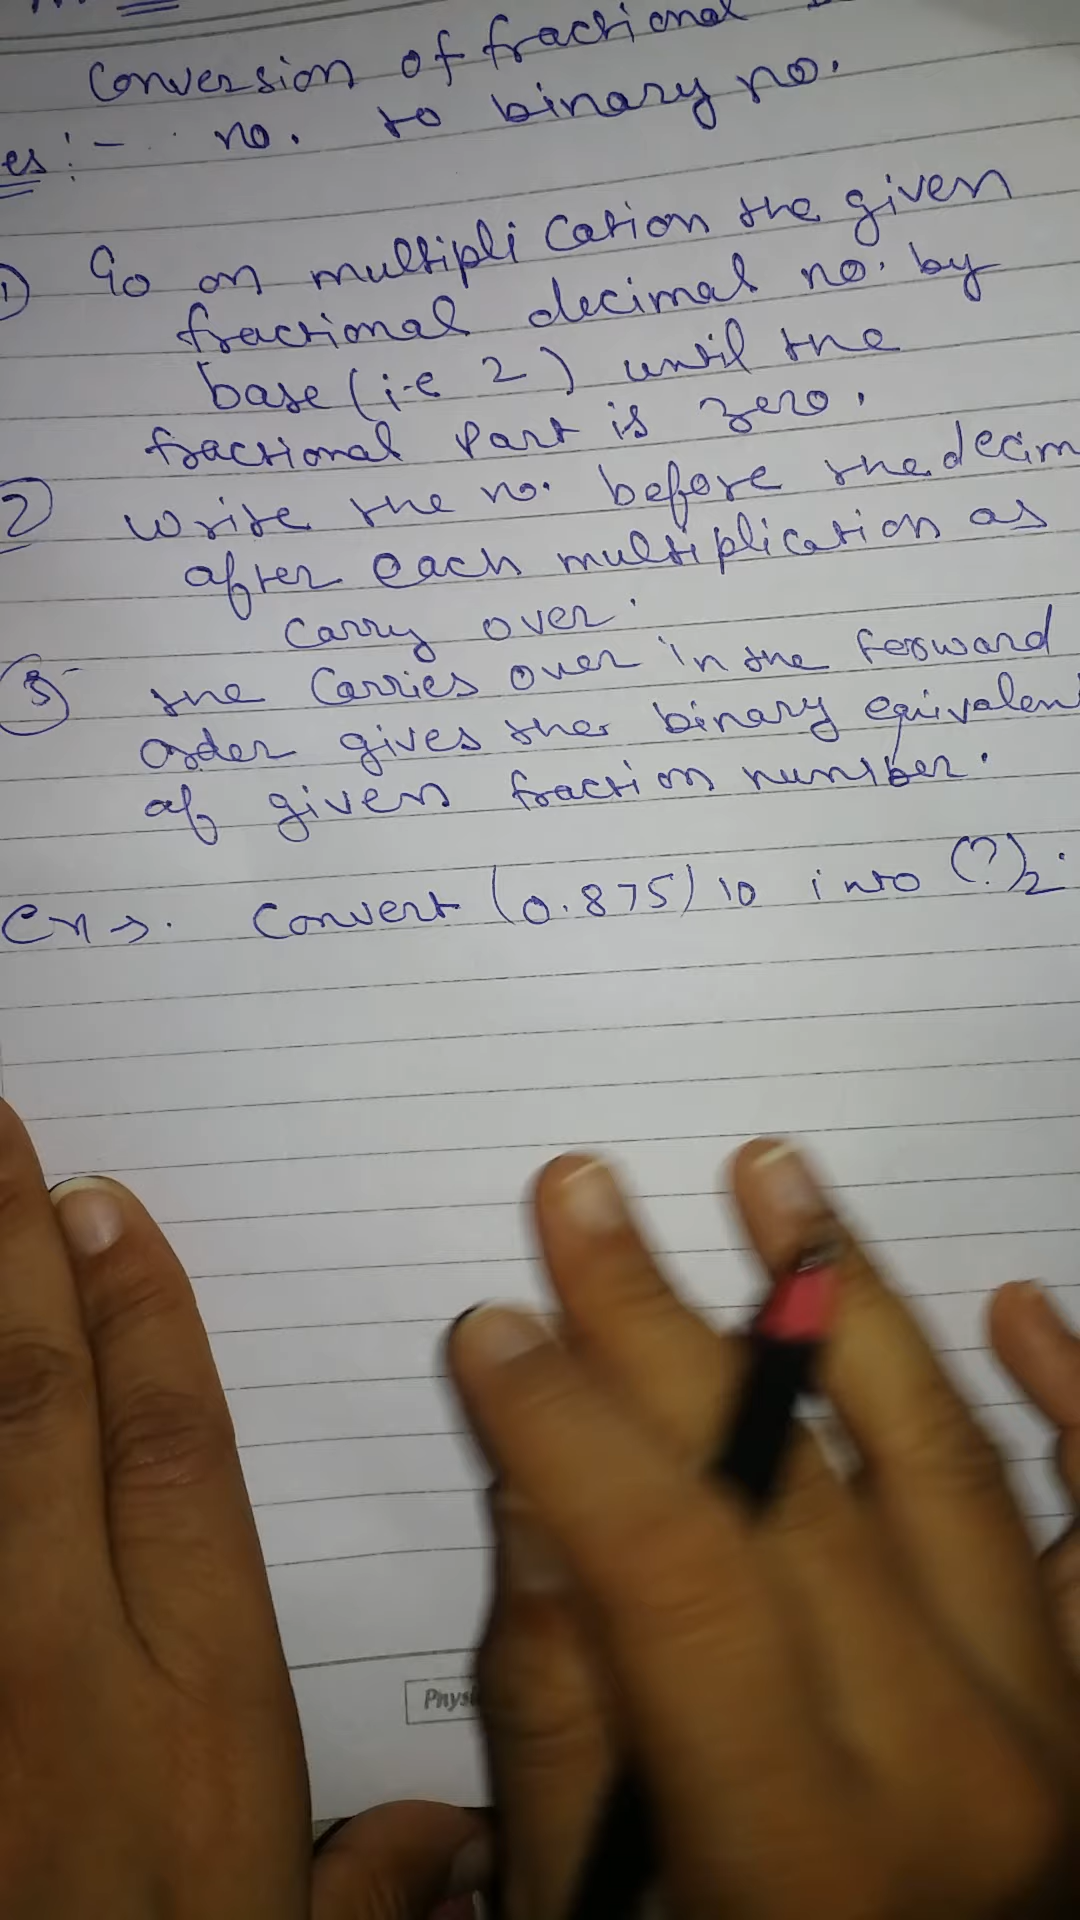 Conversion of fractional
es:- no. to binary no.
1) Go on multiplication the given
fractional decimal no. by
base (i-e 2) until the
fractional Part is zero.
2 write the no. before the decim
after each multiplication as
carry over.
3 the Carries over in the forward
order gives the binary equivalent
of given fraction number.
Ex →. Convert (0.875) 10 into (?)2.
Physi